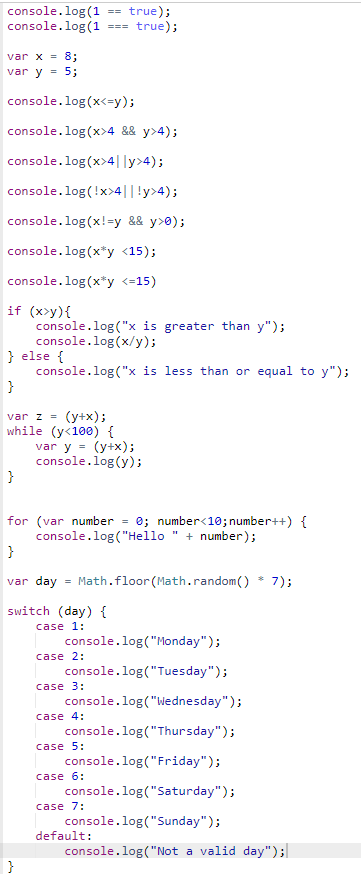 console.log(1 == true);
console.log(1 === true);

var x = 8;
var y = 5;

console.log(x<=y);

console.log(x>4 && y>4);

console.log(x>4||y>4);

console.log(!x>4||!y>4);

console.log(x!=y && y>0);

console.log(x*y <15);

console.log(x*y <=15)

if (x>y){
    console.log("x is greater than y");
    console.log(x/y);
} else {
    console.log("x is less than or equal to y");
}

var z = (y+x);
while (y<100) {
    var y = (y+x);
    console.log(y);
}


for (var number = 0; number<10;number++) {
    console.log("Hello " + number);
}

var day = Math.floor(Math.random() * 7);

switch (day) {
    case 1:
        console.log("Monday");
    case 2:
        console.log("Tuesday");
    case 3:
        console.log("Wednesday");
    case 4:
        console.log("Thursday");
    case 5:
        console.log("Friday");
    case 6:
        console.log("Saturday");
    case 7:
        console.log("Sunday");
    default:
        console.log("Not a valid day");
}